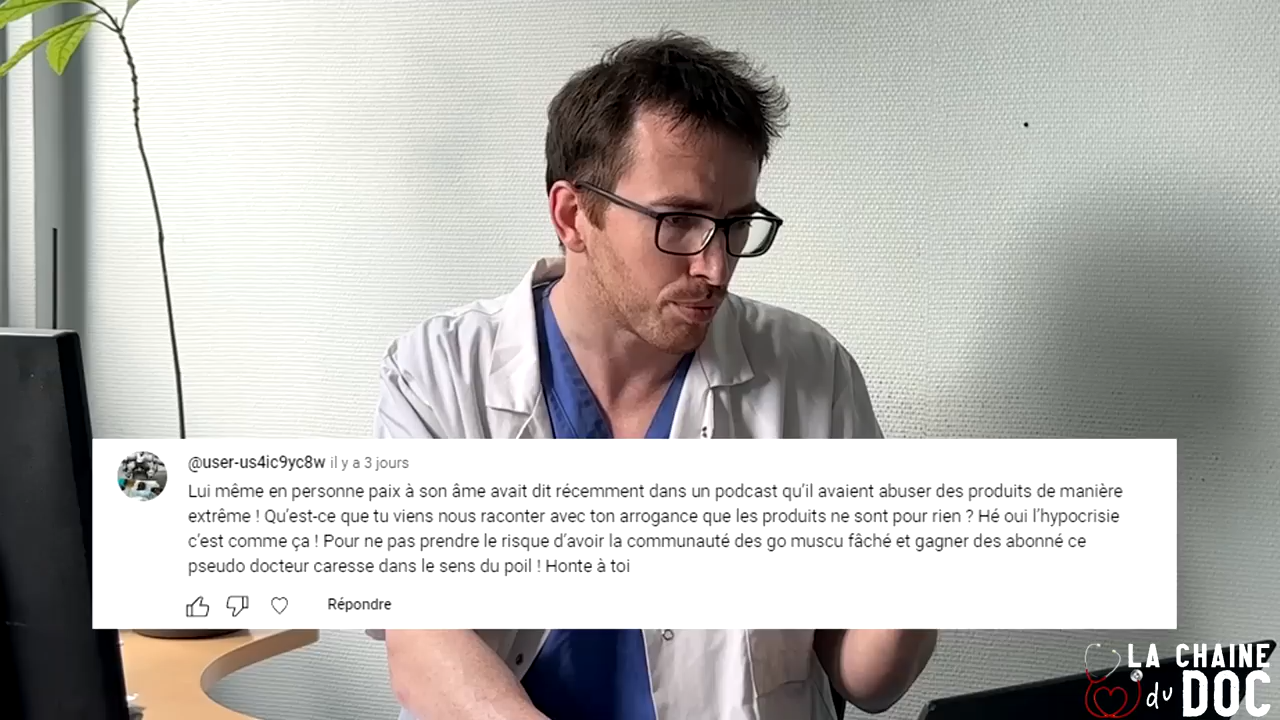 @user-us4ic9yc8w il y a 3 jours
Lui même en personne paix à son âme avait dit récemment dans un podcast qu'il avaient abuser des produits de manière
extrême ! Qu'est-ce que tu viens nous raconter avec ton arrogance que les produits ne sont pour rien ? Hé oui l'hypocrisie
c'est comme ça ! Pour ne pas prendre le risque d'avoir la communauté des go muscu fâché et gagner des abonné ce
pseudo docteur caresse dans le sens du poil ! Honte à toi
Répondre
LA CHAINE
du DOC